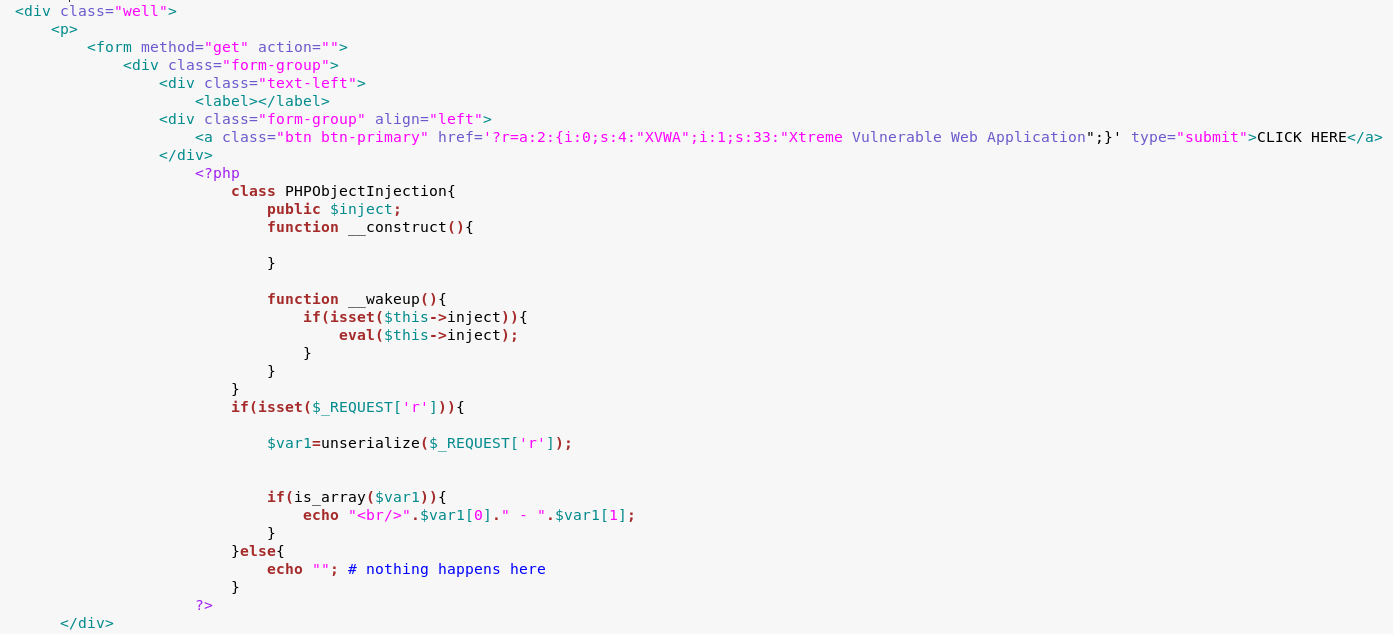 <div class="well">
<p>
<form method="get" action="">
<div class="form-group">
<div class="text-left">
<label></label>
<div class="form-group" align="left">
<a class="btn btn-primary" href='?r=a:2:{i:0;s:4:"XVWA";i:1;s:33:"Xtreme Vulnerable Web Application";}' type="submit">CLICK HERE</a>
</div>
<?php
class PHPObjectInjection{
public $inject;
function __construct(){
}
function __wakeup(){
if(isset($this->inject)){
eval($this->inject);
}
}
}
if(isset($_REQUEST['r'])){
$var1=unserialize($_REQUEST['r']);
if(is_array($var1)){
echo "<br/>".$var1[0]." - ".$var1[1];
}
}else{
echo ""; # nothing happens here
}
?>
</div>